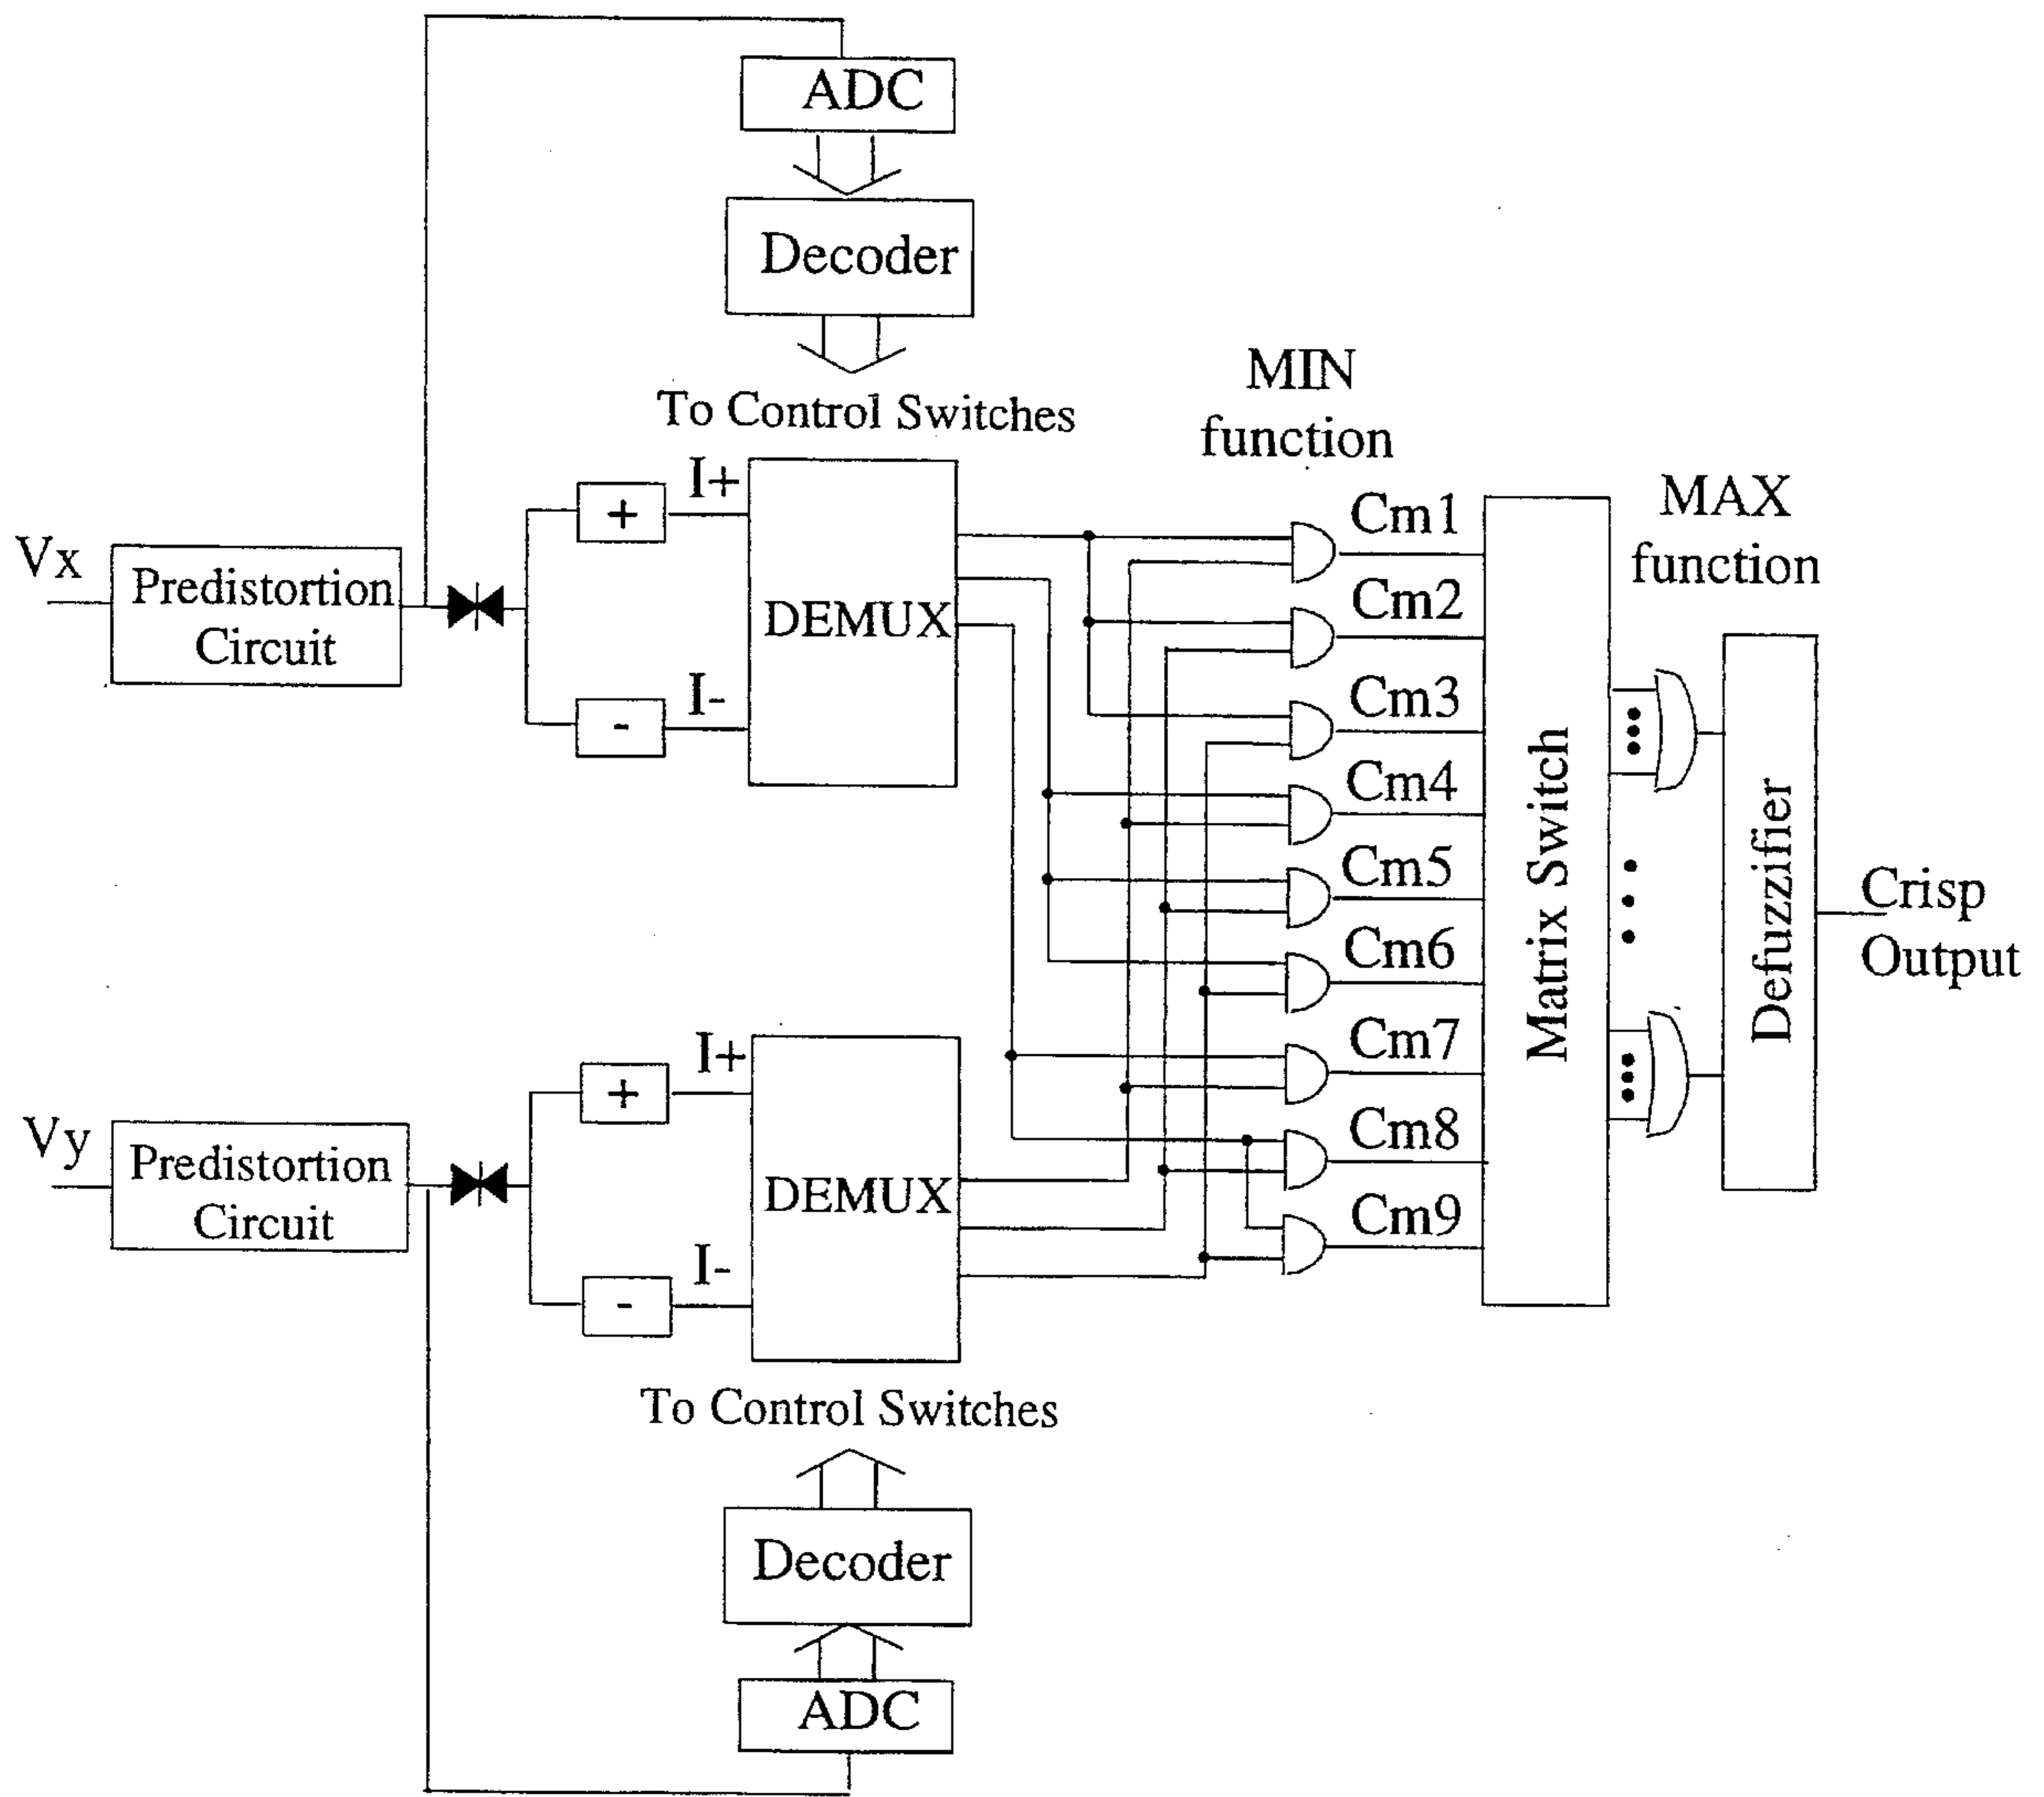 ADC
Decoder
To Control Switches
MIN
function
MAX
function
Vx
Predistortion
Circuit
+
I+
-
I-
DEMUX
Cm1
Cm2
Cm3
Cm4
Cm5
Cm6
Cm7
Cm8
Cm9
Matrix Switch
Defuzzifier
Crisp
Output
Vy
Predistortion
Circuit
+
I+
-
I-
DEMUX
To Control Switches
Decoder
ADC